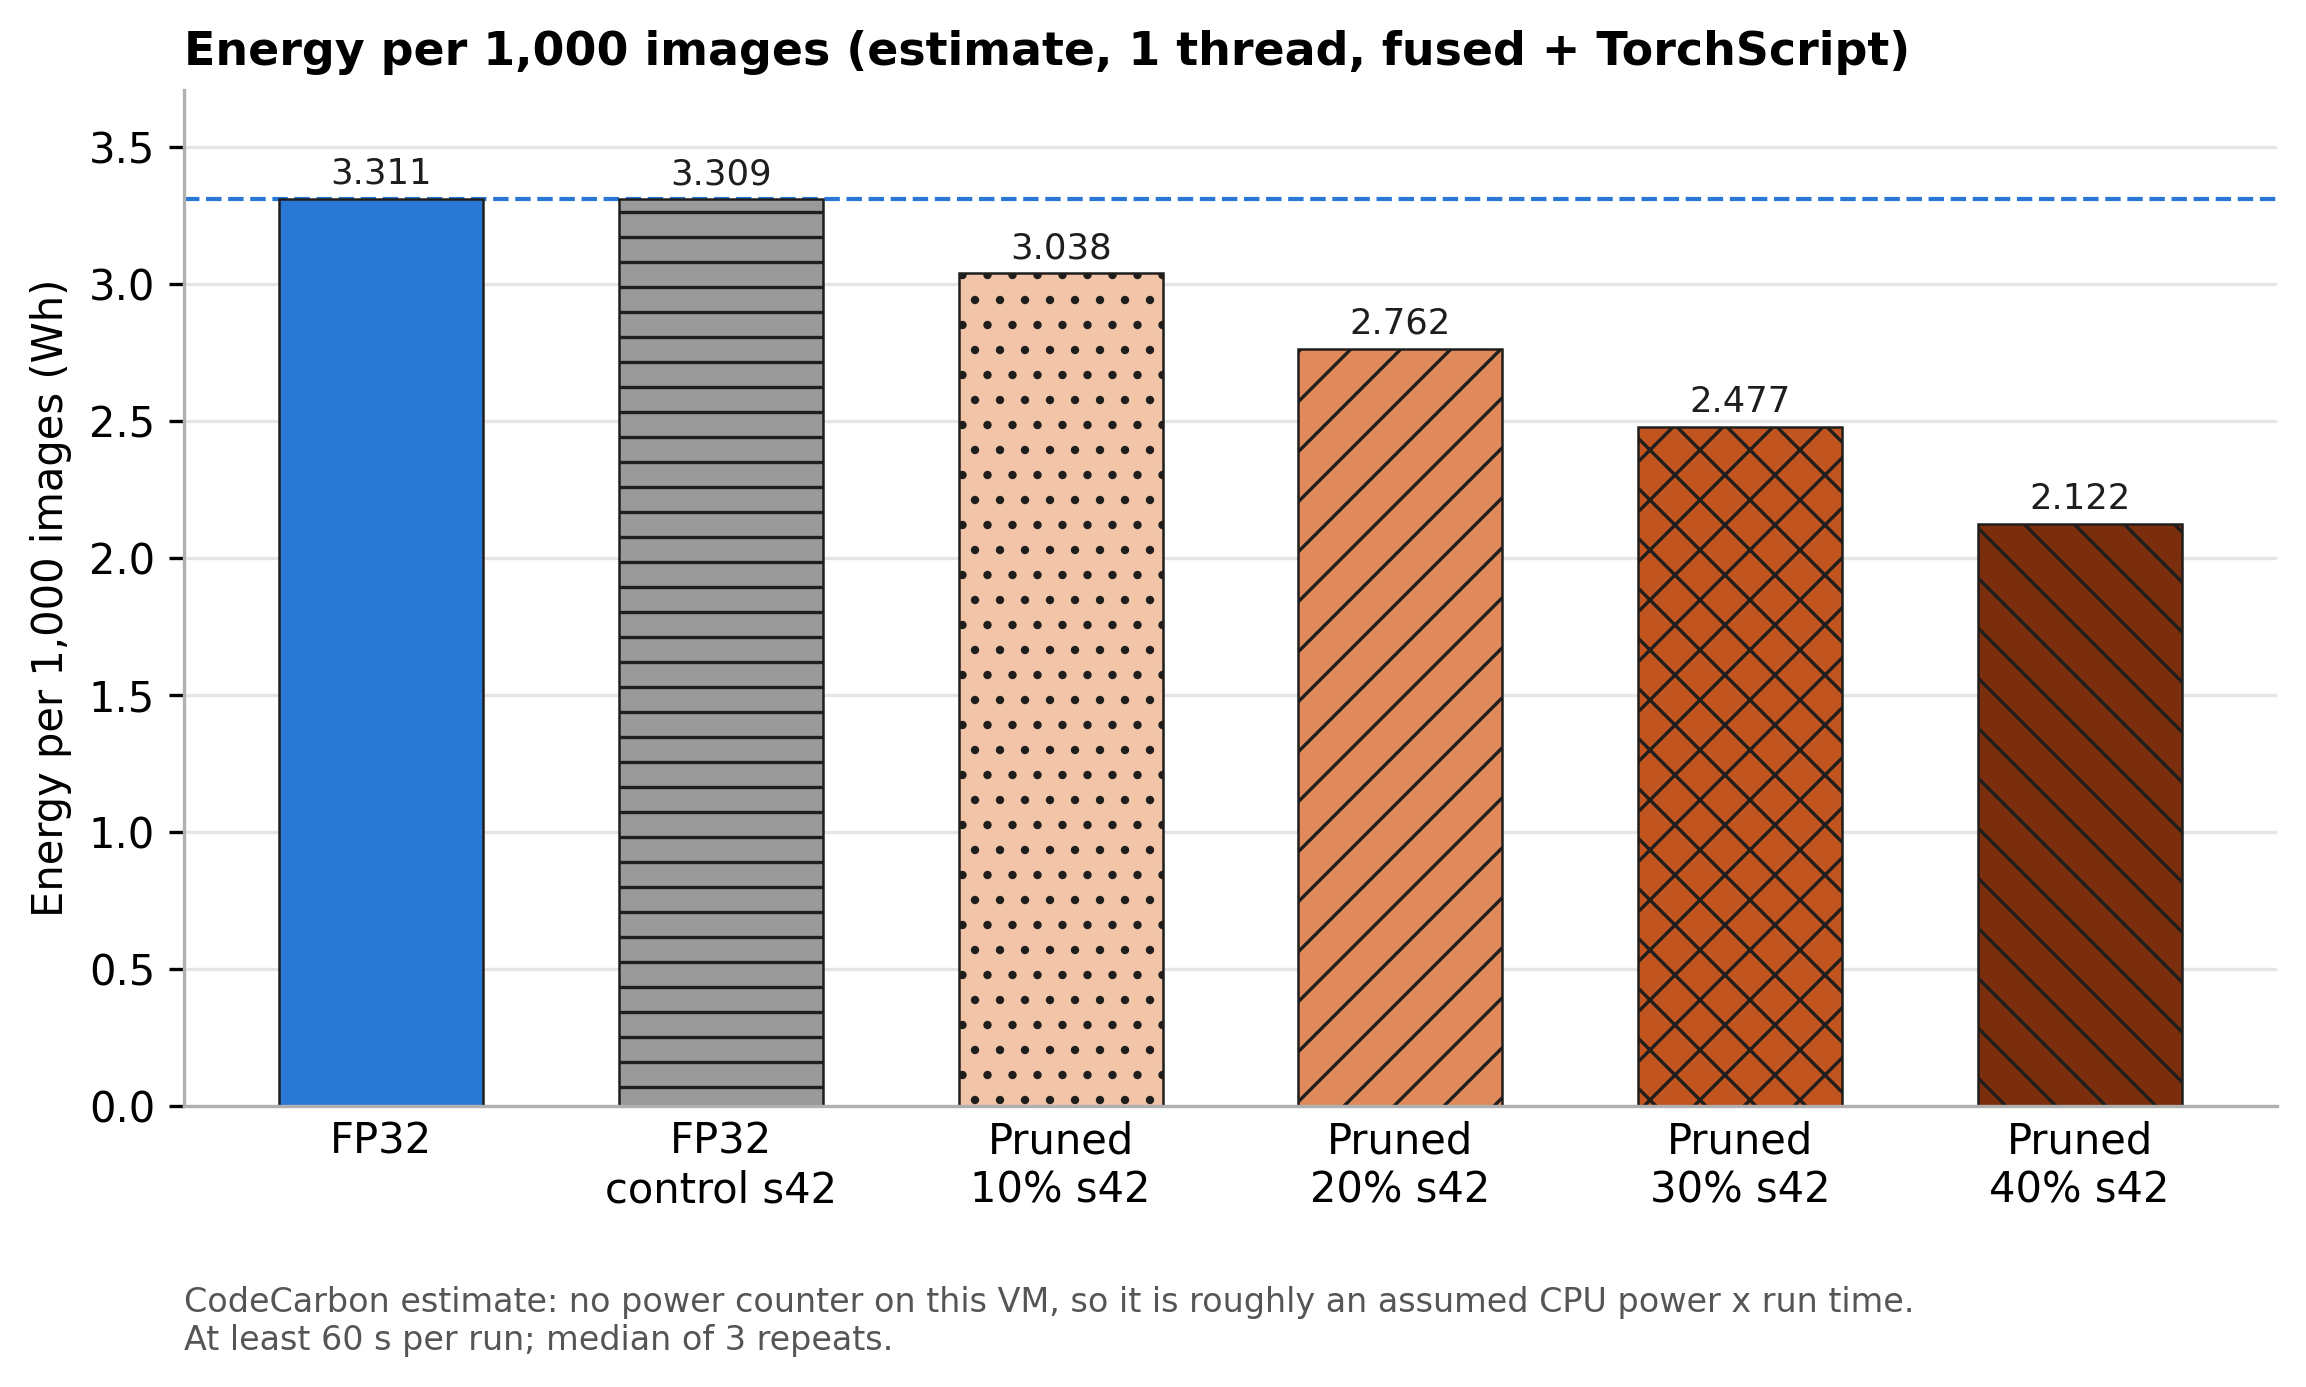 Energy per 1,000 images (estimate, 1 thread, fused + TorchScript)
Energy per 1,000 images (Wh)
3.5
3.0
2.5
2.0
1.5
1.0
0.5
0.0
3.311
3.309
3.038
2.762
2.477
2.122
FP32
FP32
control s42
Pruned
10% s42
Pruned
20% s42
Pruned
30% s42
Pruned
40% s42
CodeCarbon estimate: no power counter on this VM, so it is roughly an assumed CPU power x run time.
At least 60 s per run; median of 3 repeats.